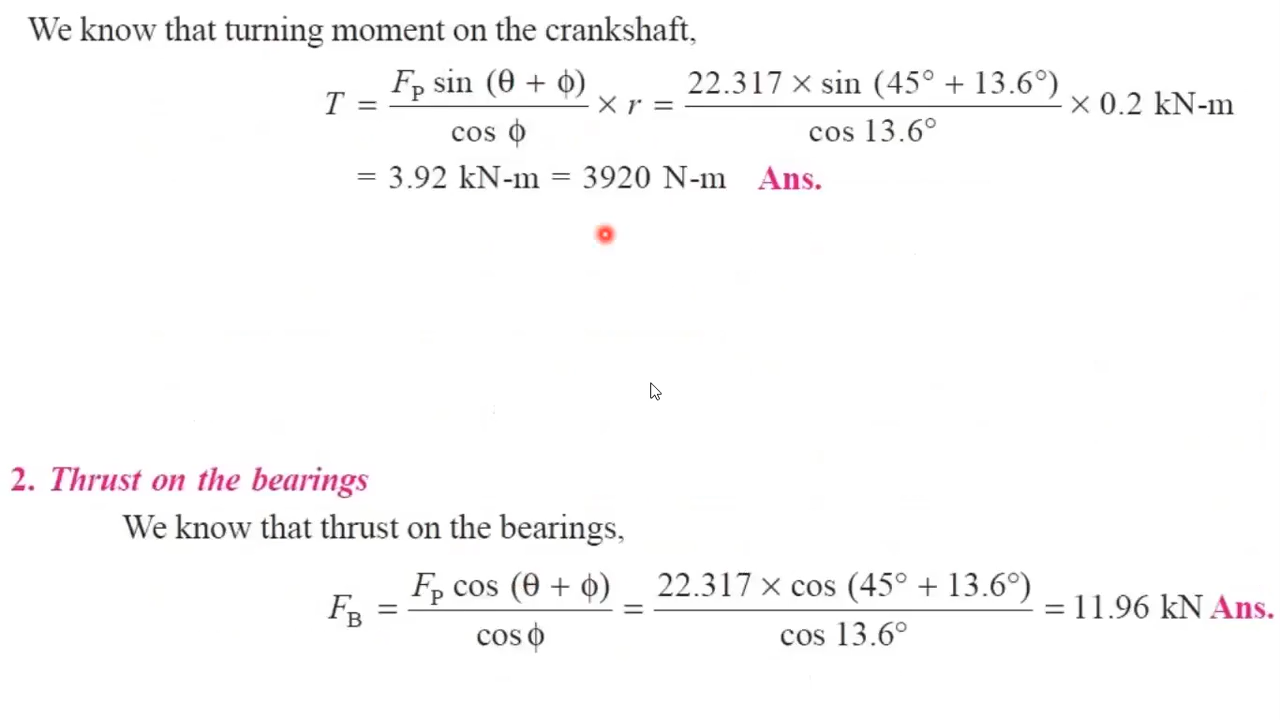 We know that turning moment on the crankshaft,
T = F_P sin (θ + ϕ) / cos ϕ × r = 22.317 × sin (45° + 13.6°) / cos 13.6° × 0.2 kN-m
= 3.92 kN-m = 3920 N-m Ans.
2. Thrust on the bearings
We know that thrust on the bearings,
F_B = F_P cos (θ + ϕ) / cos ϕ = 22.317 × cos (45° + 13.6°) / cos 13.6° = 11.96 kN Ans.